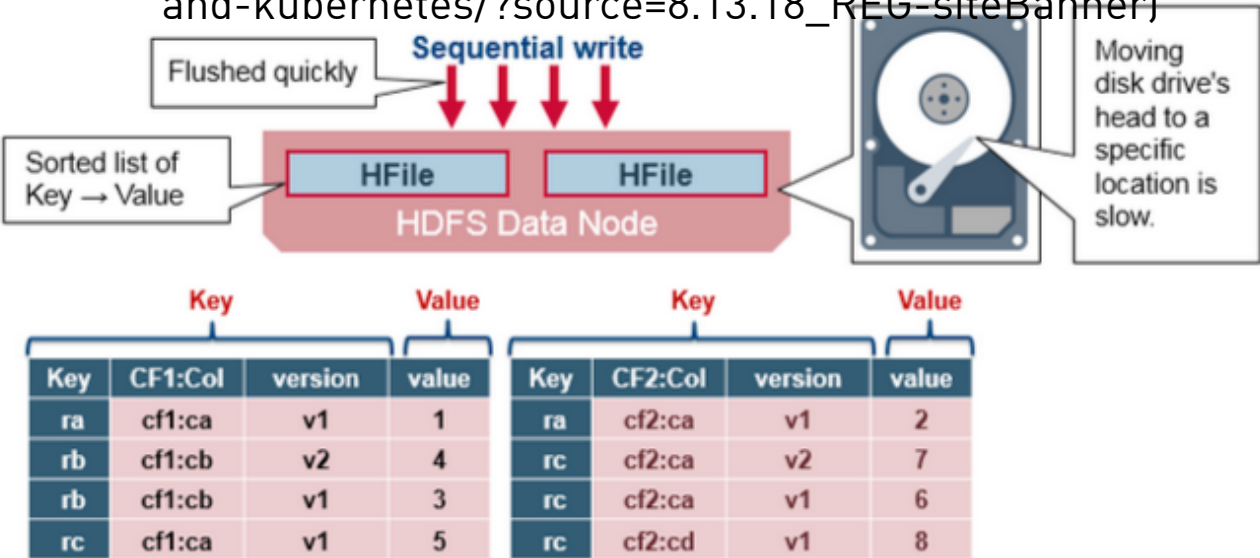 and-kubernetes/?source=8.13.18_REG-siteBanner)
Sequential write
Flushed quickly
Moving
disk drive's
head to a
specific
location is
slow.
Sorted list of
Key → Value
HFile
HFile
HDFS Data Node
Key
Value
Key
Value
Key CF1:Col version value
ra cf1:ca v1 1
rb cf1:cb v2 4
rb cf1:cb v1 3
rc cf1:ca v1 5
Key CF2:Col version value
ra cf2:ca v1 2
rc cf2:ca v2 7
rc cf2:ca v1 6
rc cf2:cd v1 8